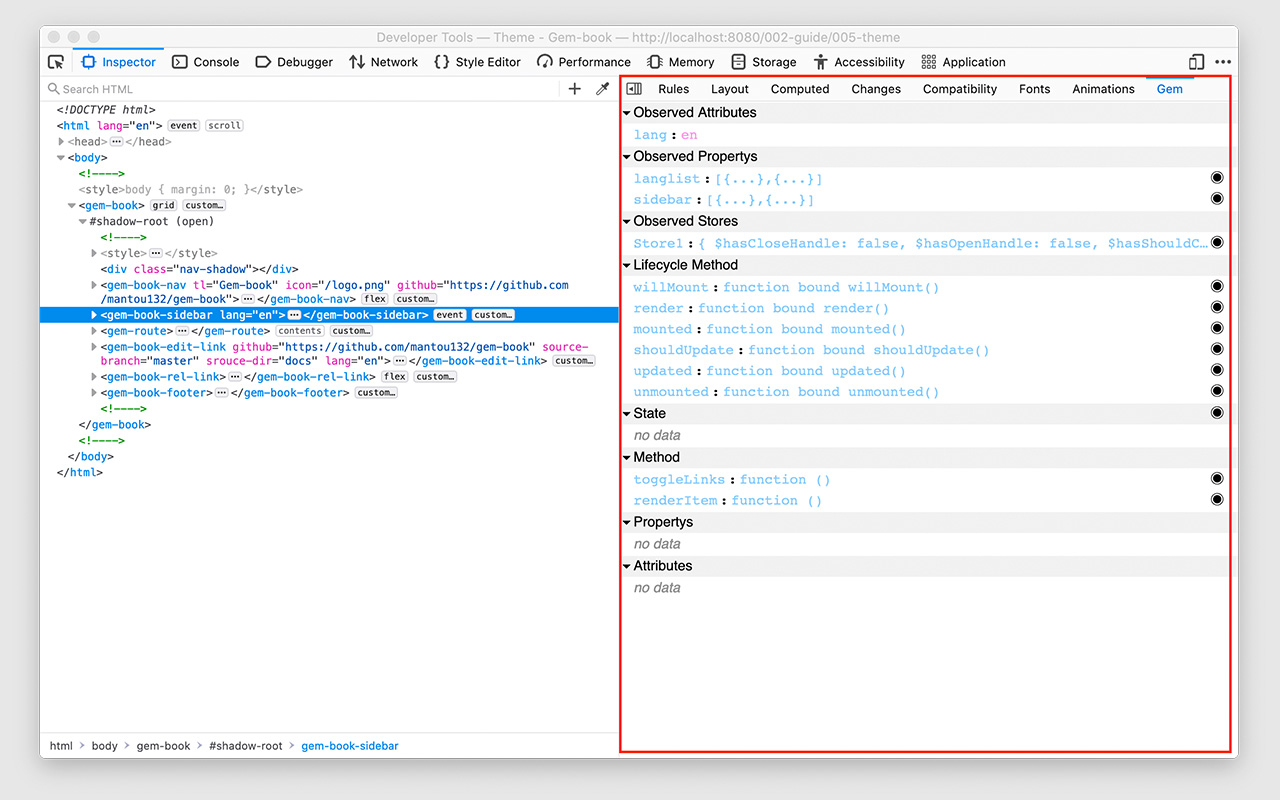 Developer Tools — Theme - Gem-book — http://localhost:8080/002-guide/005-theme
Inspector Console Debugger Network Style Editor Performance Memory Storage Accessibility Application
Search HTML
<!DOCTYPE html>
<html lang="en"> event scroll
<head>···</head>
<body>
<!---->
<style>body { margin: 0; }</style>
<gem-book> grid custom…
#shadow-root (open)
<!---->
<style>···</style>
<div class="nav-shadow"></div>
<gem-book-nav tl="Gem-book" icon="/logo.png" github="https://github.com
/mantou132/gem-book">···</gem-book-nav> flex custom…
<gem-book-sidebar lang="en">···</gem-book-sidebar> event custom…
<gem-route>···</gem-route> contents custom…
<gem-book-edit-link github="https://github.com/mantou132/gem-book" source-
branch="master" srouce-dir="docs" lang="en">···</gem-book-edit-link> custom…
<gem-book-rel-link>···</gem-book-rel-link> flex custom…
<gem-book-footer>···</gem-book-footer> custom…
<!---->
</gem-book>
<!---->
</body>
</html>
html > body > gem-book > #shadow-root > gem-book-sidebar
Rules Layout Computed Changes Compatibility Fonts Animations Gem
Observed Attributes
lang:en
Observed Propertys
langlist:[{...},{...}]
sidebar:[{...},{...}]
Observed Stores
Store1:{ $hasCloseHandle: false, $hasOpenHandle: false, $hasShouldC…
Lifecycle Method
willMount:function bound willMount()
render:function bound render()
mounted:function bound mounted()
shouldUpdate:function bound shouldUpdate()
updated:function bound updated()
unmounted:function bound unmounted()
State
no data
Method
toggleLinks:function ()
renderItem:function ()
Propertys
no data
Attributes
no data